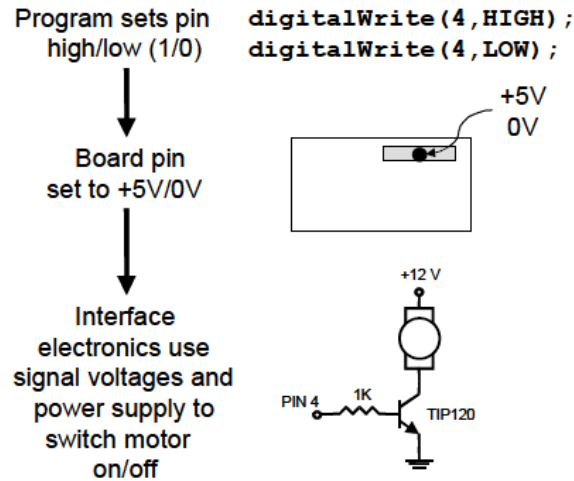 Program sets pin
high/low (1/0)
digitalWrite(4,HIGH);
digitalWrite(4,LOW);
Board pin
set to +5V/0V
+5V
0V
Interface
electronics use
signal voltages and
power supply to
switch motor
on/off
+12 V
PIN 4
1K
TIP120